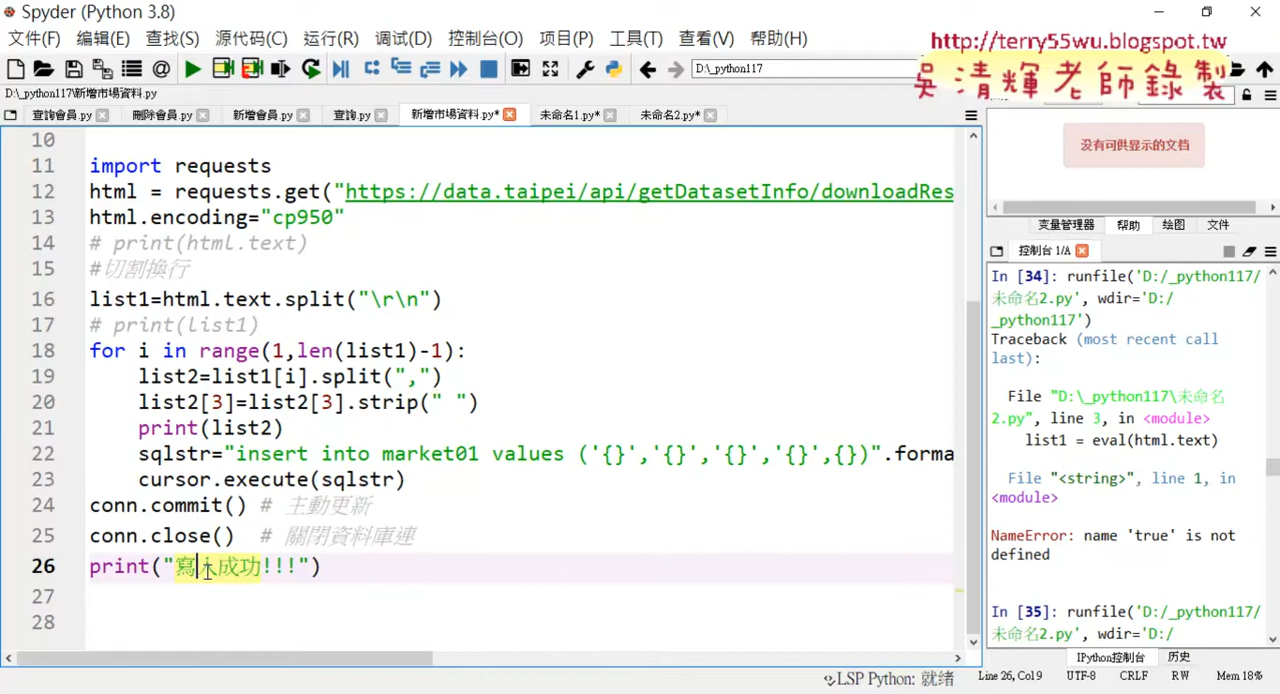 Spyder (Python 3.8)
文件(F) 编辑(E) 查找(S) 源代码(C) 运行(R) 调试(D) 控制台(O) 项目(P) 工具(T) 查看(V) 帮助(H)
http://terry55wu.blogspot.tw
吳清輝老師錄製
D:\_python117
D:\_python117\新增市場資料.py
查詢會員.py 刪除會員.py 新增會員.py 查詢.py 新增市場資料.py* 未命名1.py* 未命名2.py*
10
11 import requests
12 html = requests.get("https://data.taipei/api/getDatasetInfo/downloadRes
13 html.encoding="cp950"
14 # print(html.text)
15 #切割換行
16 list1=html.text.split("\r\n")
17 # print(list1)
18 for i in range(1,len(list1)-1):
19 list2=list1[i].split(",")
20 list2[3]=list2[3].strip(" ")
21 print(list2)
22 sqlstr="insert into market01 values ('{}','{}','{}','{}',{})".forma
23 cursor.execute(sqlstr)
24 conn.commit() # 主動更新
25 conn.close() # 關閉資料庫連
26 print("寫入成功!!!")
27
28
没有可供显示的文档
变量管理器 帮助 绘图 文件
控制台 1/A
In [34]: runfile('D:/_python117/
未命名2.py', wdir='D:/
_python117')
Traceback (most recent call
last):
File "D:\_python117\未命名
2.py", line 3, in <module>
list1 = eval(html.text)
File "<string>", line 1, in
<module>
NameError: name 'true' is not
defined
In [35]: runfile('D:/_python117/
未命名2.py', wdir='D:/
IPython控制台 历史
LSP Python: 就绪 Line 26, Col9 UTF-8 CRLF RW Mem 18%